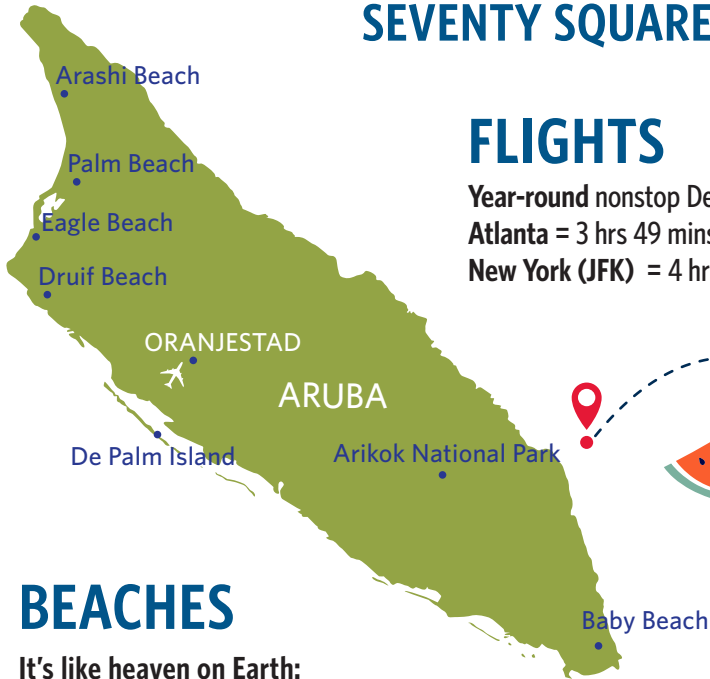 SEVENTY SQUARE
Arashi Beach
Palm Beach
Eagle Beach
Druif Beach
ORANJESTAD
ARUBA
De Palm Island
Arikok National Park
Baby Beach
FLIGHTS
Year-round nonstop De
Atlanta = 3 hrs 49 mins
New York (JFK) = 4 hr
BEACHES
It's like heaven on Earth: